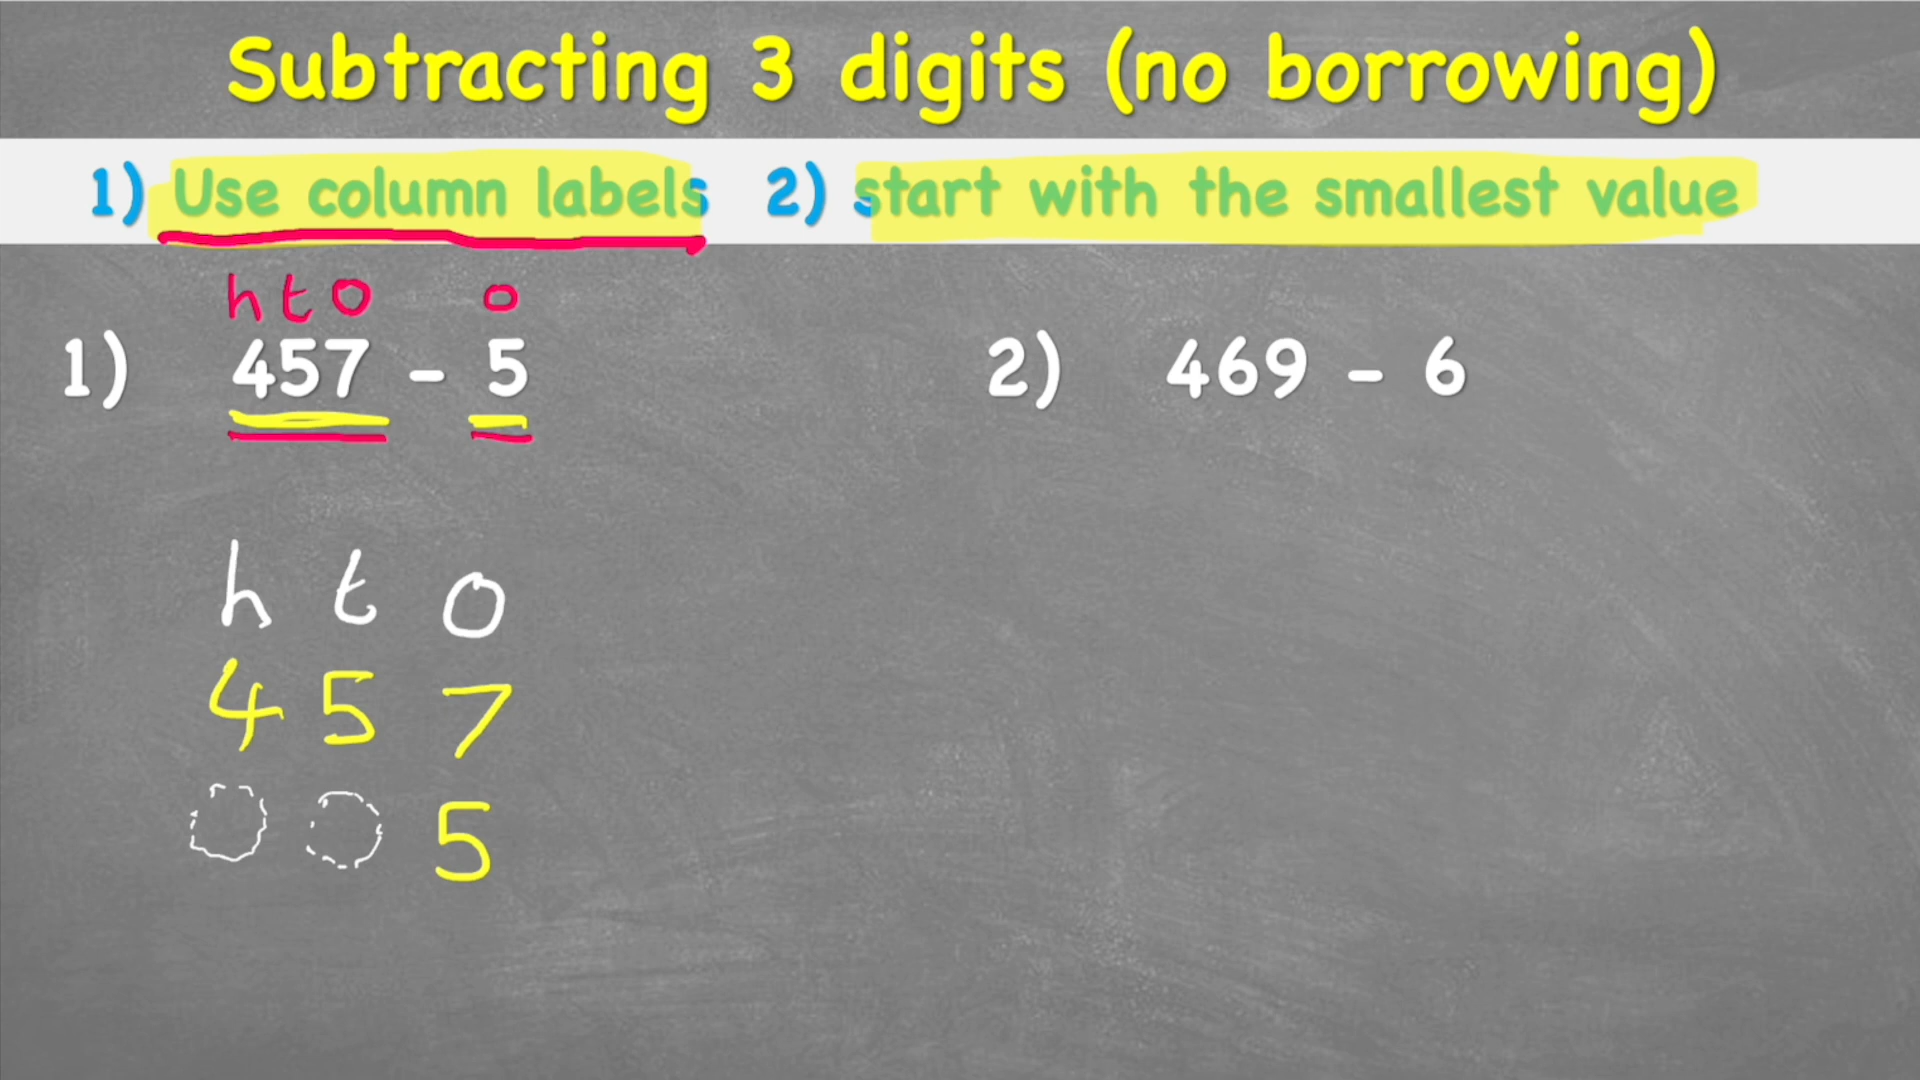 Subtracting 3 digits (no borrowing)
1) Use column labels 2) start with the smallest value
h t o o
1) 457 - 5
2) 469 - 6
h t o
4 5 7
5